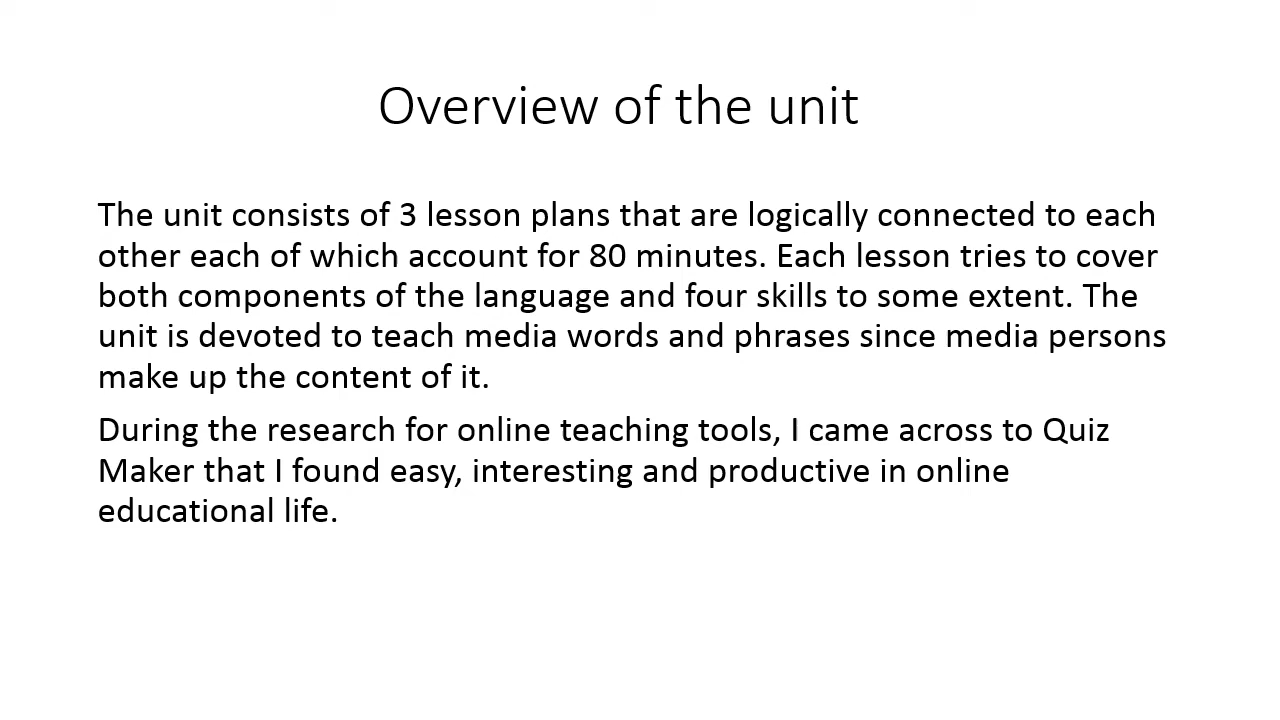 Overview of the unit
The unit consists of 3 lesson plans that are logically connected to each
other each of which account for 80 minutes. Each lesson tries to cover
both components of the language and four skills to some extent. The
unit is devoted to teach media words and phrases since media persons
make up the content of it.
During the research for online teaching tools, I came across to Quiz
Maker that I found easy, interesting and productive in online
educational life.